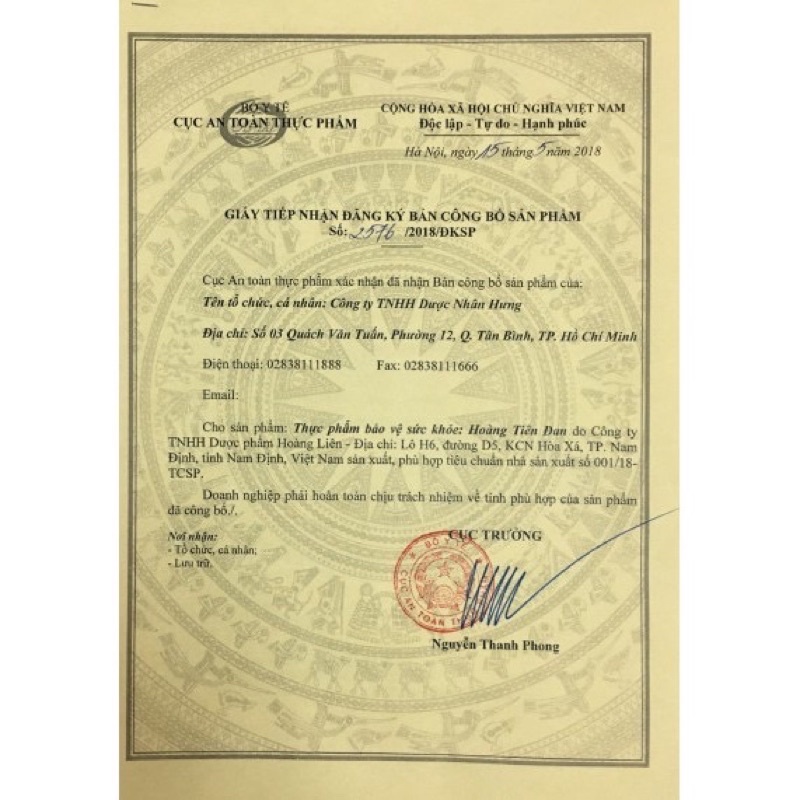 BỘ Y TẾ
CỤC AN TOÀN THỰC PHẨM
CỘNG HÒA XÃ HỘI CHỦ NGHĨA VIỆT NAM
Độc lập - Tự do - Hạnh phúc
Hà Nội, ngày 15 tháng 5 năm 2018
GIẤY TIẾP NHẬN ĐĂNG KÝ BẢN CÔNG BỐ SẢN PHẨM
Số: 2576 /2018/ĐKSP
Cục An toàn thực phẩm xác nhận đã nhận Bản công bố sản phẩm của:
Tên tổ chức, cá nhân: Công ty TNHH Dược Nhân Hưng
Địa chỉ: Số 03 Quách Văn Tuấn, Phường 12, Q. Tân Bình, TP. Hồ Chí Minh
Điện thoại: 02838111888 Fax: 02838111666
Email:
Cho sản phẩm: Thực phẩm bảo vệ sức khỏe: Hoàng Tiên Đan do Công ty
TNHH Dược phẩm Hoàng Liên - Địa chỉ: Lô H6, đường D5, KCN Hòa Xá, TP. Nam
Định, tỉnh Nam Định, Việt Nam sản xuất, phù hợp tiêu chuẩn nhà sản xuất số 001/18-
TCSP.
Doanh nghiệp phải hoàn toàn chịu trách nhiệm về tính phù hợp của sản phẩm
đã công bố./.
Nơi nhận:
- Tổ chức, cá nhân;
- Lưu trữ.
CỤC TRƯỞNG
BỘ Y TẾ
CỤC AN TOÀN
Nguyễn Thanh Phong